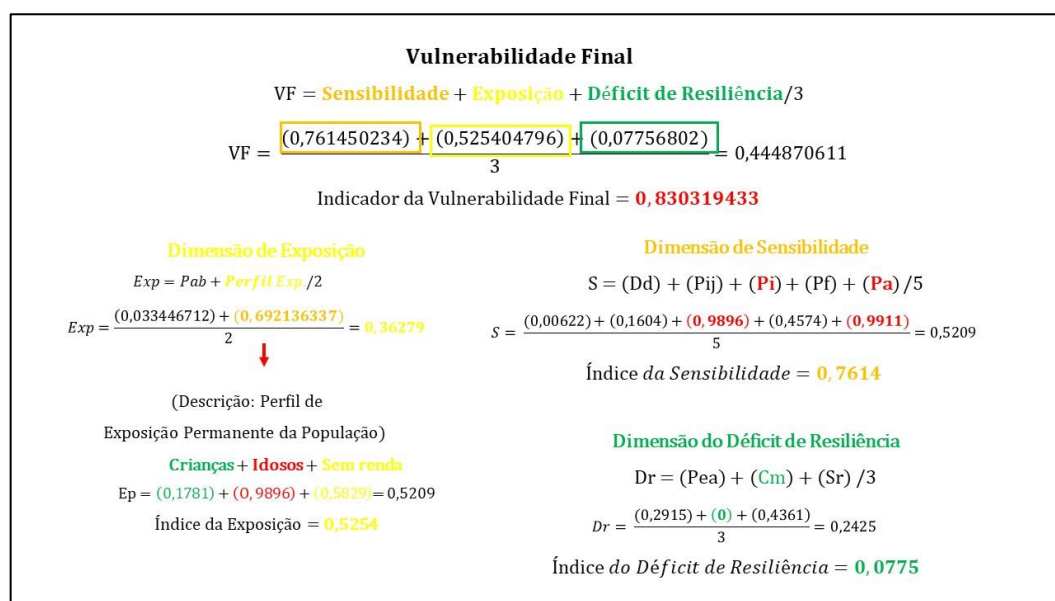 Vulnerabilidade Final
VF = Sensibilidade + Exposição + Déficit de Resiliência/3
VF = (0,761450234) + (0,525404796) + (0,07756802) / 3 = 0,444870611
Indicador da Vulnerabilidade Final = 0,830319433
Dimensão de Exposição
Exp = Pab + Perfil Exp./2
Exp = (0,033446712) + (0,692136337) / 2 = 0,36279
(Descrição: Perfil de
Exposição Permanente da População)
Crianças + Idosos + Sem renda
Ep = (0,1781) + (0,9896) + (0,5829) = 0,5209
Índice da Exposição = 0,5254
Dimensão de Sensibilidade
S = (Dd) + (Pij) + (Pi) + (Pf) + (Pa) /5
S = (0,00622) + (0,1604) + (0,9896) + (0,4574) + (0,9911) / 5 = 0,5209
Índice da Sensibilidade = 0,7614
Dimensão do Déficit de Resiliência
Dr = (Pea) + (Cm) + (Sr) /3
Dr = (0,2915) + (0) + (0,4361) / 3 = 0,2425
Índice do Déficit de Resiliência = 0,0775